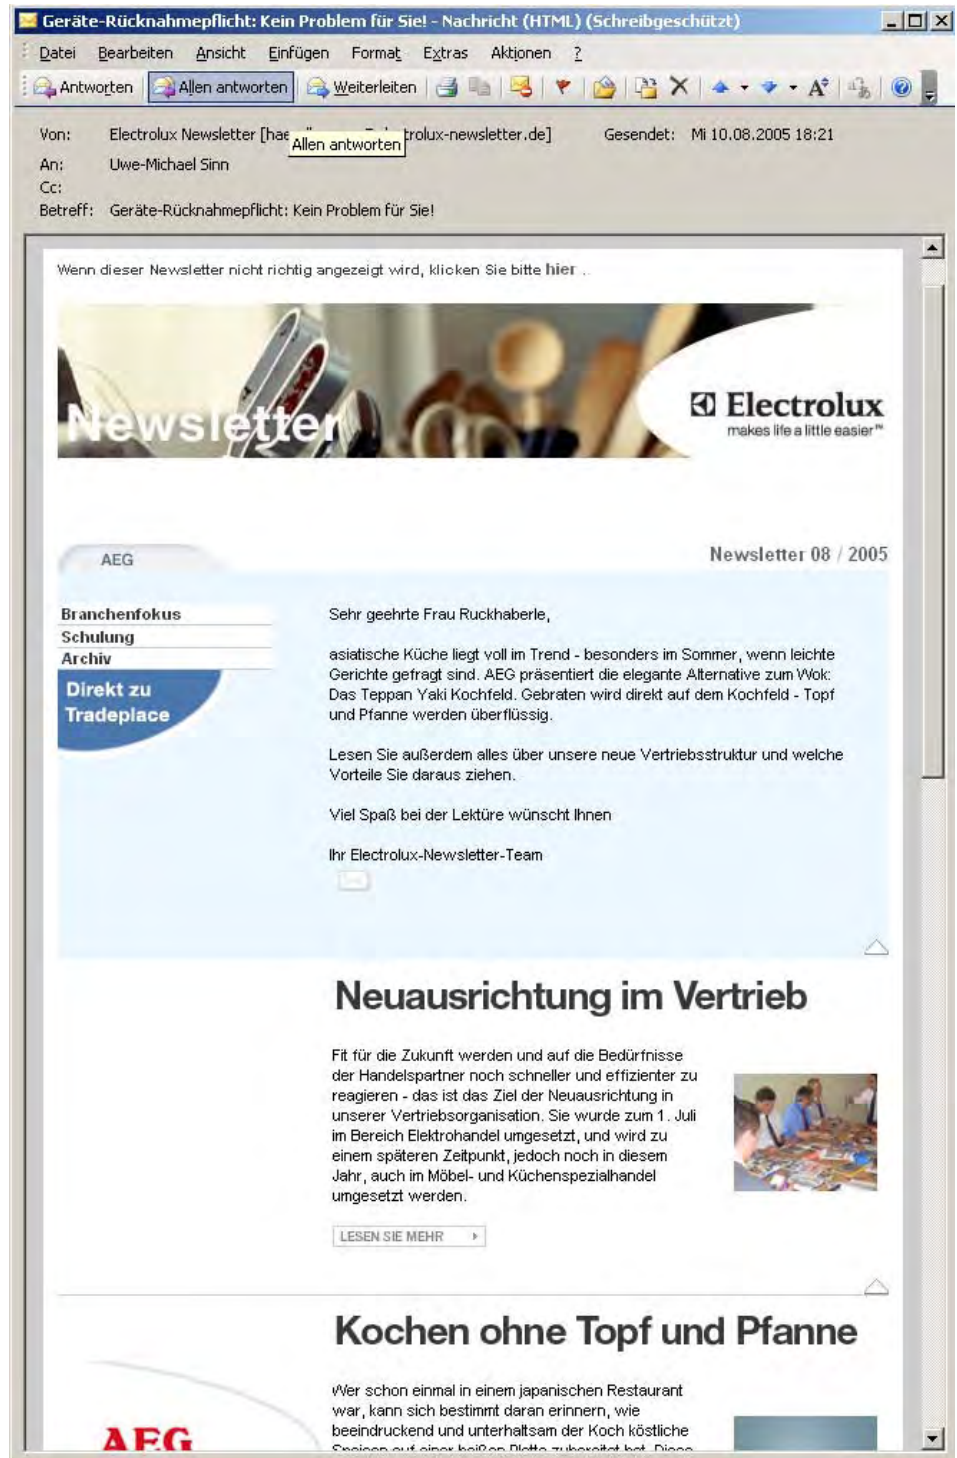 Geräte-Rücknahmepflicht: Kein Problem für Sie! - Nachricht (HTML) (Schreibgeschützt)
Datei Bearbeiten Ansicht Einfügen Format Extras Aktionen ?
Antworten Allen antworten Weiterleiten
Von: Electrolux Newsletter trolux-newsletter.de] Gesendet: Mi 10.08.2005 18:21
Allen antworten
An: Uwe-Michael Sinn
Cc:
Betreff: Geräte-Rücknahmepflicht: Kein Problem für Sie!
Wenn dieser Newsletter nicht richtig angezeigt wird, klicken Sie bitte hier ..
Newsletter
Electrolux
makes life a little easier™
AEG
Newsletter 08 / 2005
Branchenfokus
Schulung
Archiv
Direkt zu
Tradeplace
Sehr geehrte Frau Ruckhaberle,
asiatische Küche liegt voll im Trend - besonders im Sommer, wenn leichte
Gerichte gefragt sind. AEG präsentiert die elegante Alternative zum Wok:
Das Teppan Yaki Kochfeld. Gebraten wird direkt auf dem Kochfeld - Topf
und Pfanne werden überflüssig.
Lesen Sie außerdem alles über unsere neue Vertriebsstruktur und welche
Vorteile Sie daraus ziehen.
Viel Spaß bei der Lektüre wünscht Ihnen
Ihr Electrolux-Newsletter-Team
Neuausrichtung im Vertrieb
Fit für die Zukunft werden und auf die Bedürfnisse
der Handelspartner noch schneller und effizienter zu
reagieren - das ist das Ziel der Neuausrichtung in
unserer Vertriebsorganisation. Sie wurde zum 1. Juli
im Bereich Elektrohandel umgesetzt, und wird zu
einem späteren Zeitpunkt, jedoch noch in diesem
Jahr, auch im Möbel- und Küchenspezialhandel
umgesetzt werden.
LESEN SIE MEHR
Kochen ohne Topf und Pfanne
AEG
Wer schon einmal in einem japanischen Restaurant
war, kann sich bestimmt daran erinnern, wie
beeindruckend und unterhaltsam der Koch köstliche
Speisen auf einer heißen Platte zubereitet hat. Diese